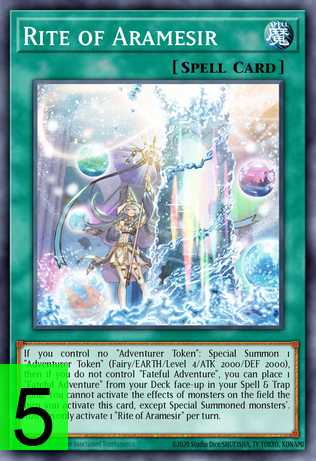 RITE OF ARAMESIR
[SPELL CARD]
If you control no "Adventurer Token": Special Summon 1
"Adventurer Token" (Fairy/EARTH/Level 4/ATK 2000/DEF 2000),
then if you do not control "Fateful Adventure", you can place 1
"Fateful Adventure" from your Deck face-up in your Spell & Trap
You cannot activate the effects of monsters on the field the
turn you activate this card, except Special Summoned monsters'.
only activate 1 "Rite of Aramesir" per turn.
5
©2020 Studio Dice/SHUEISHA, TV TOKYO, KONAMI